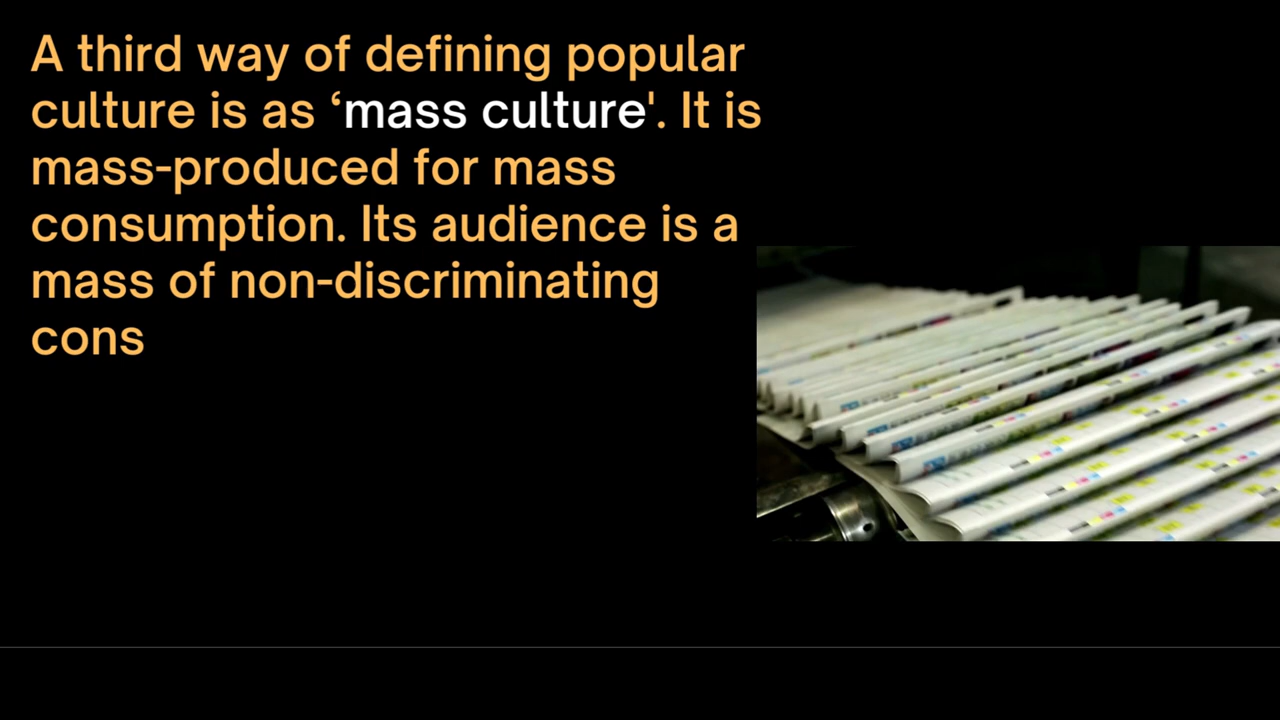 A third way of defining popular
culture is as ‘mass culture'. It is
mass-produced for mass
consumption. Its audience is a
mass of non-discriminating
cons